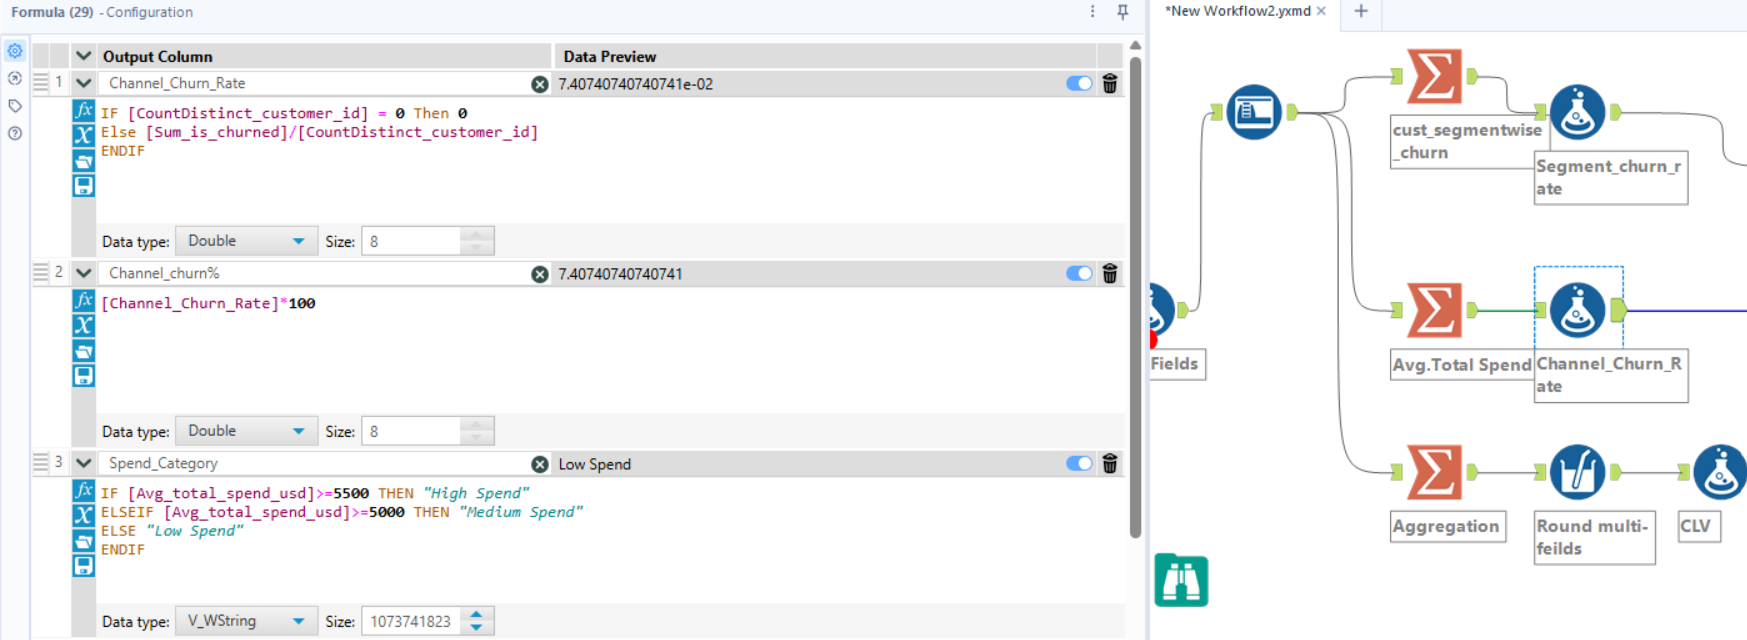 Formula (29) - Configuration
*New Workflow2.yxmd
Output Column
Data Preview
1
Channel_Churn_Rate
7.40740740740741e-02
IF [CountDistinct_customer_id] = 0 Then 0
Else [Sum_is_churned]/[CountDistinct_customer_id]
ENDIF
Data type: Double Size: 8
2
Channel_churn%
7.40740740740741
[Channel_Churn_Rate]*100
Data type: Double Size: 8
3
Spend_Category
Low Spend
IF [Avg_total_spend_usd]>=5500 THEN "High Spend"
ELSEIF [Avg_total_spend_usd]>=5000 THEN "Medium Spend"
ELSE "Low Spend"
ENDIF
Data type: V_WString Size: 1073741823
cust_segmentwise
_churn
Segment_churn_r
ate
Fields
Avg.Total Spend
Channel_Churn_R
ate
Aggregation
Round multi-
feilds
CLV